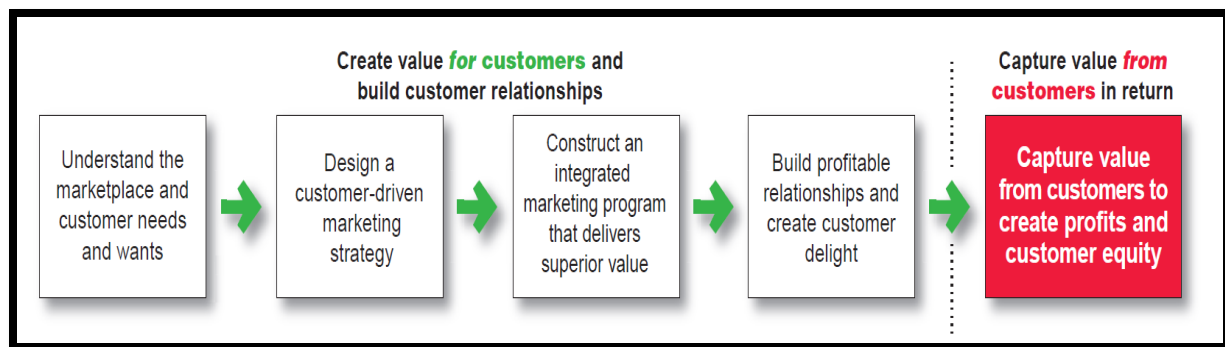 Create value for customers and
build customer relationships
Capture value from
customers in return
Understand the
marketplace and
customer needs
and wants
Design a
customer-driven
marketing
strategy
Construct an
integrated
marketing program
that delivers
superior value
Build profitable
relationships and
create customer
delight
Capture value
from customers to
create profits and
customer equity